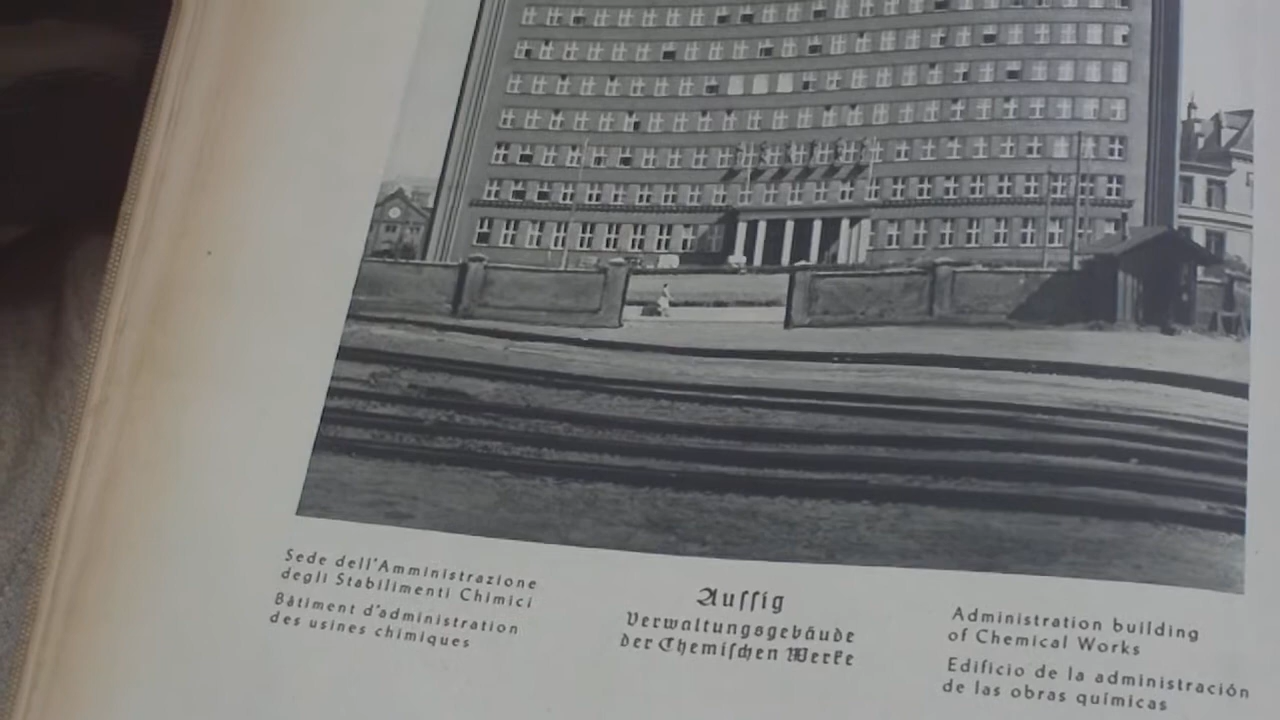 Sede dell'Amministrazione
degli Stabilimenti Chimici
Bâtiment d'administration
des usines chimiques
Auſſig
Verwaltungsgebäude
der Chemiſchen Werke
Administration building
of Chemical Works
Edificio de la administración
de las obras químicas